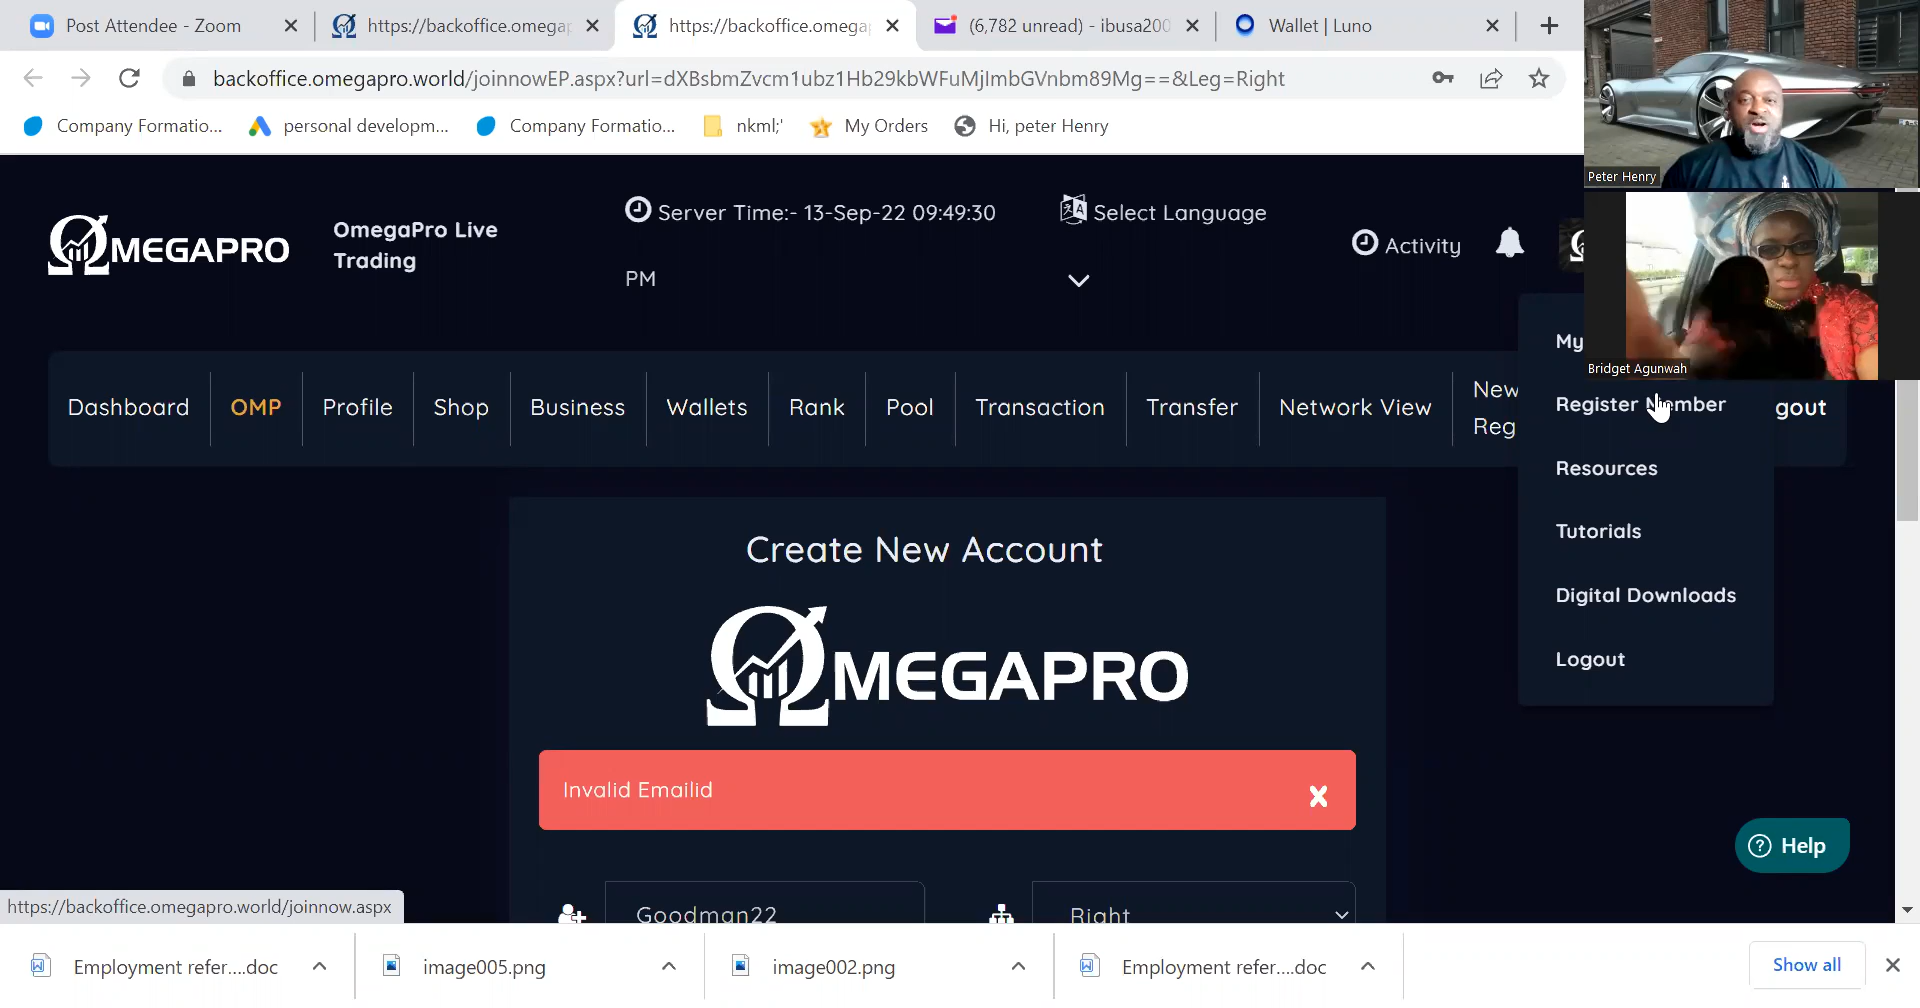 Post Attendee - Zoom
https://backoffice.omegap
https://backoffice.omega
(6,782 unread) - ibusa200
Wallet | Luno
backoffice.omegapro.world/joinnowEP.aspx?url=dXBsbmZvcm1ubz1Hb29kbWFuMjImbGVnbm89Mg==&Leg=Right
Company Formatio...
personal developm...
Company Formatio...
nkml;'
My Orders
Hi, peter Henry
Peter Henry
Bridget Agunwah
OMEGAPRO
OmegaPro Live
Trading
Server Time:- 13-Sep-22 09:49:30
PM
Select Language
Activity
Dashboard
OMP
Profile
Shop
Business
Wallets
Rank
Pool
Transaction
Transfer
Network View
New
Reg
gout
My
Register Member
Resources
Tutorials
Digital Downloads
Logout
Create New Account
ΩMEGAPRO
Invalid Emailid
x
Goodman22
Right
Help
https://backoffice.omegapro.world/joinnow.aspx
Employment refer....doc
image005.png
image002.png
Employment refer....doc
Show all